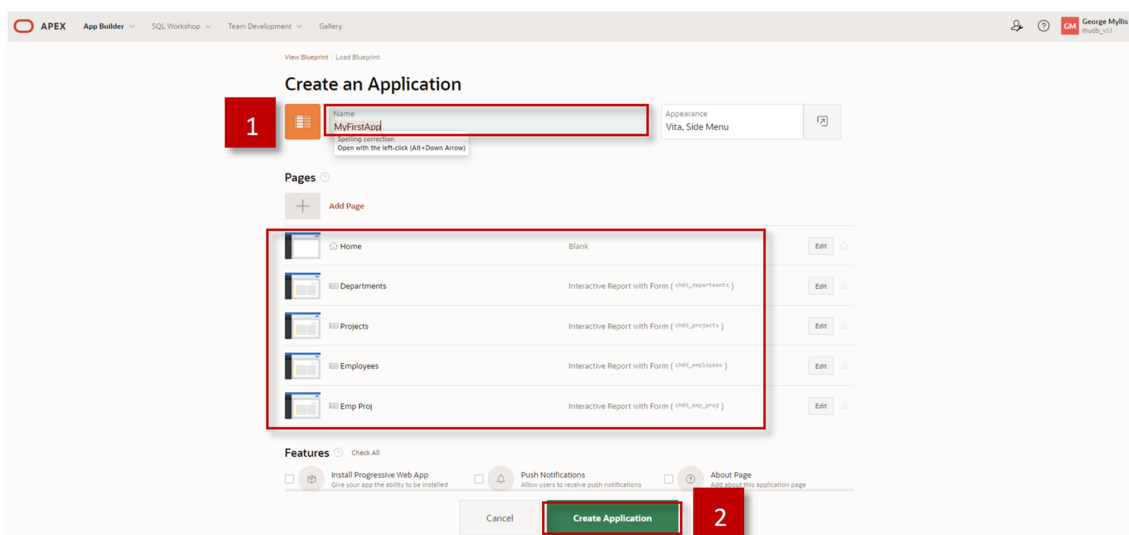 APEX App Builder SQL Workshop Team Development Gallery
GM George Myllis
lhudb_v11
View Blueprint | Load Blueprint
Create an Application
1
Name
MyFirstApp
Appearance
Vita, Side Menu
Spelling correction
Open with the left-click (Alt+Down Arrow)
Pages
Add Page
Home Blank Edit
Departments Interactive Report with Form ( ch05_departments ) Edit
Projects Interactive Report with Form ( ch05_projects ) Edit
Employees Interactive Report with Form ( ch05_employees ) Edit
Emp Proj Interactive Report with Form ( ch05_emp_proj ) Edit
Features Check All
Install Progressive Web App
Give your app the ability to be installed
Push Notifications
Allow users to receive push notifications
About Page
Add about this application page
Cancel Create Application 2